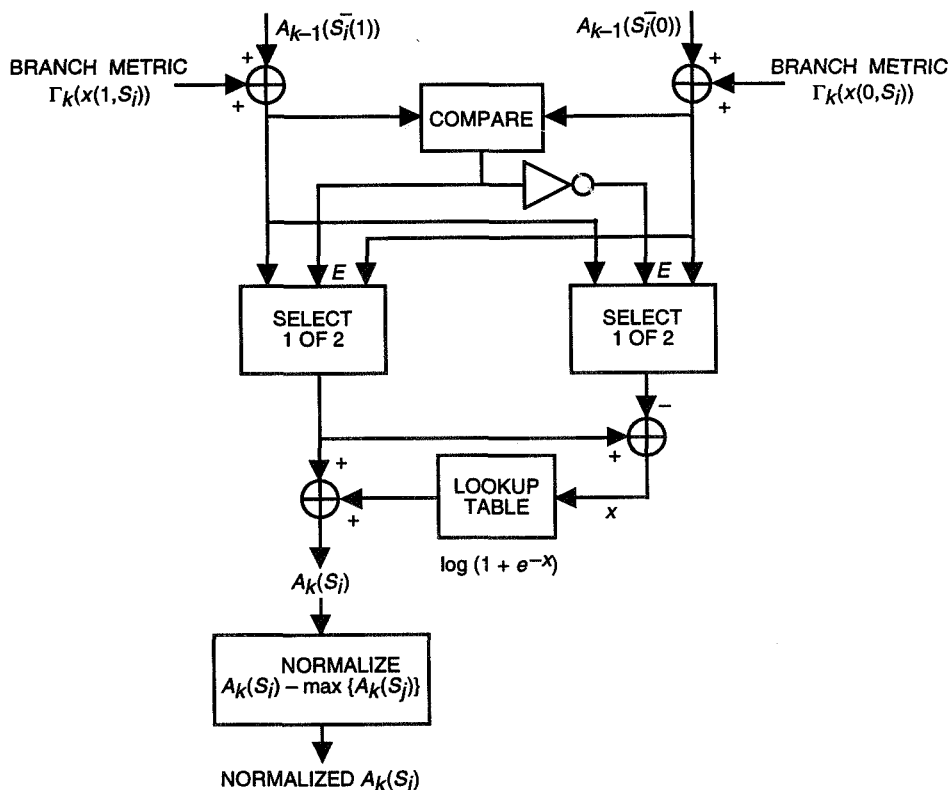 A_{k–1}(S_i^–(1))
A_{k–1}(S_i^–(0))
+
+
BRANCH METRIC
Γ_k(x(1,S_i))
+
BRANCH METRIC
Γ_k(x(0,S_i))
+
COMPARE
E
E
SELECT
1 OF 2
SELECT
1 OF 2
–
+
+
LOOKUP
TABLE
x
+
log (1 + e^{–x})
A_k(S_i)
NORMALIZE
A_k(S_i) – max {A_k(S_j)}
NORMALIZED A_k(S_i)